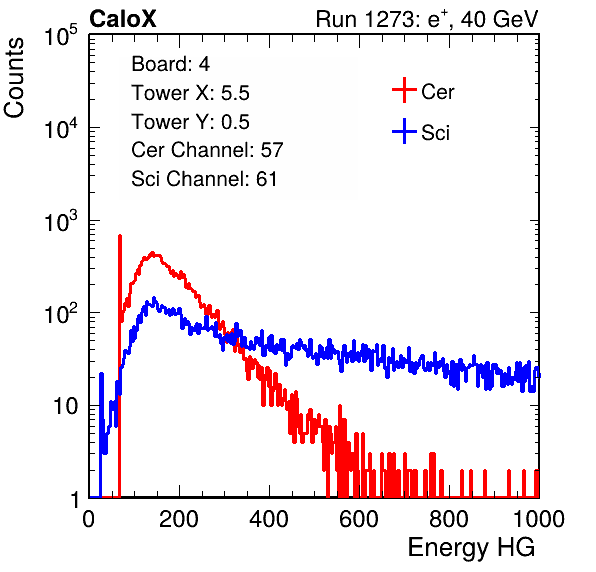 CaloX Run 1273: e⁺, 40 GeV
Board: 4
Tower X: 5.5
Tower Y: 0.5
Cer Channel: 57
Sci Channel: 61
Cer
Sci
Counts
10⁵
10⁴
10³
10²
10
1
0 200 400 600 800 1000
Energy HG